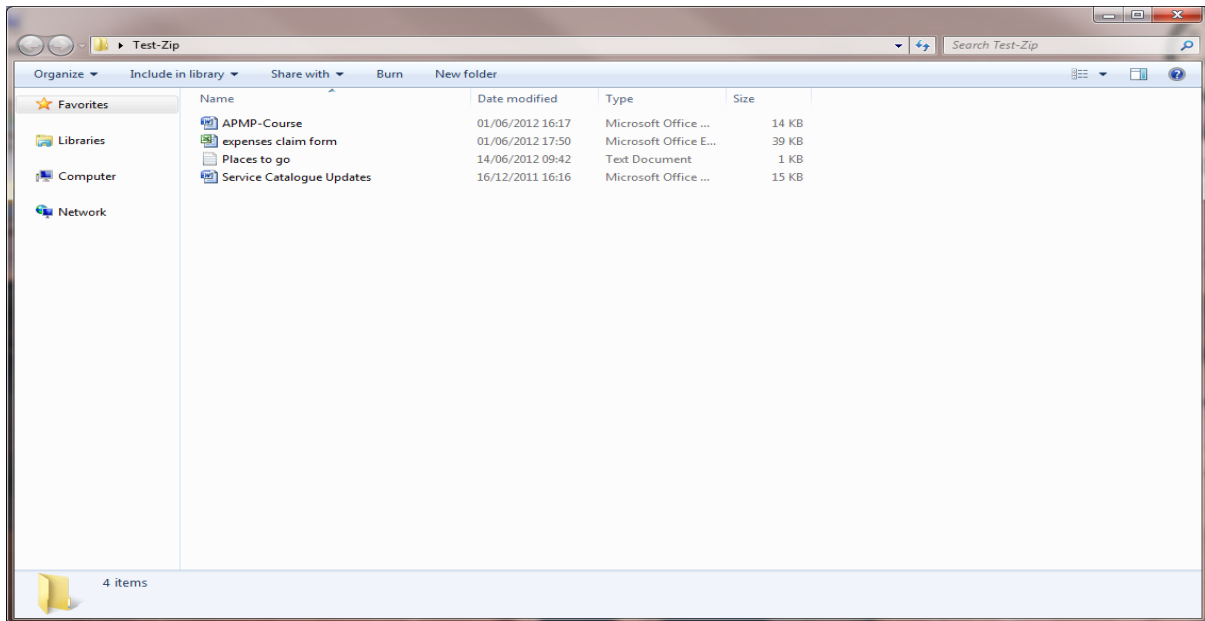 Test-Zip Search Test-Zip
Organize Include in library Share with Burn New folder
Favorites
Libraries
Computer
Network
Name Date modified Type Size
APMP-Course 01/06/2012 16:17 Microsoft Office ... 14 KB
expenses claim form 01/06/2012 17:50 Microsoft Office E... 39 KB
Places to go 14/06/2012 09:42 Text Document 1 KB
Service Catalogue Updates 16/12/2011 16:16 Microsoft Office ... 15 KB
4 items